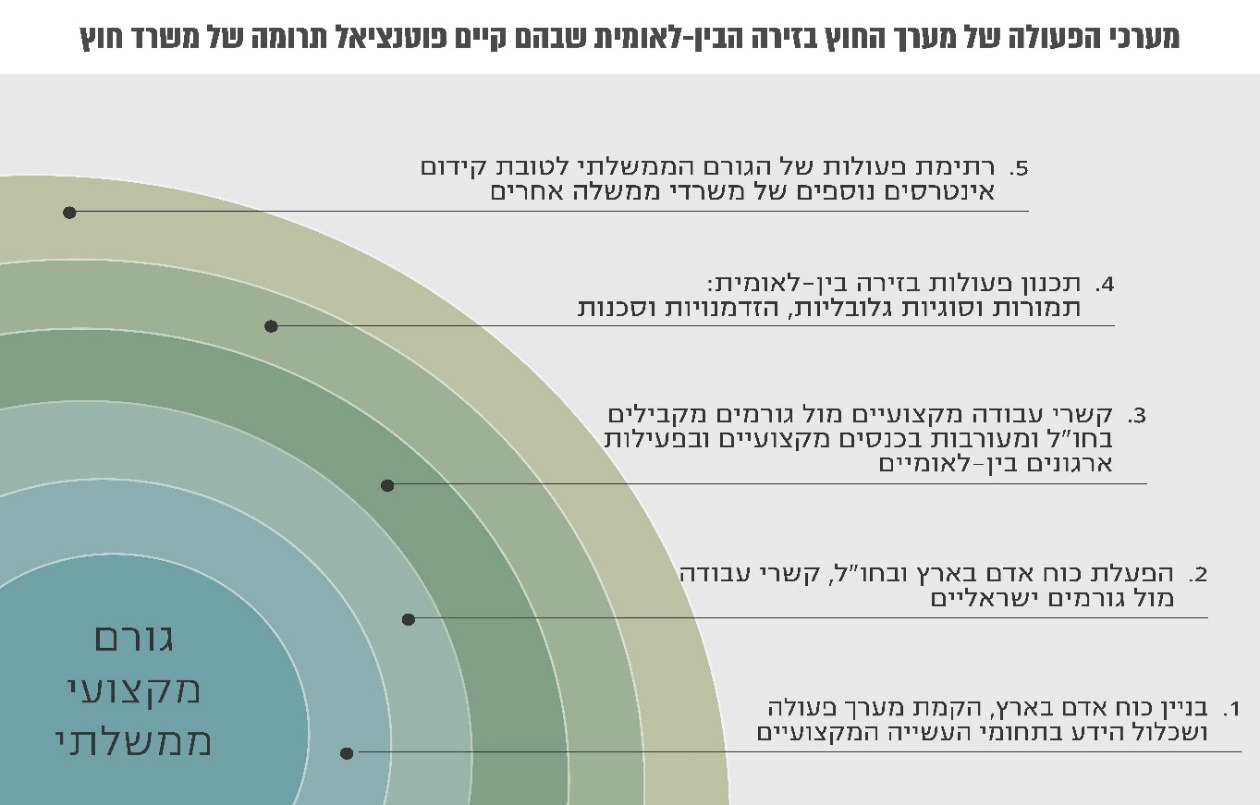 מערכי הפעולה של מערך החוץ בזירה הבין-לאומית שבהם קיים פוטנציאל תרומה של משרד חוץ
5. רתימת פעולות של הגורם הממשלתי לטובת קידום
אינטרסים נוספים של משרדי ממשלה אחרים
4. תכנון פעולות בזירה בין-לאומית:
תמורות וסוגיות גלובליות, הזדמנויות וסכנות
3. קשרי עבודה מקצועיים מול גורמים מקבילים
בחו"ל ומעורבות בכנסים מקצועיים ובפעילות
ארגונים בין-לאומיים
2. הפעלת כוח אדם בארץ ובחו"ל, קשרי עבודה
מול גורמים ישראליים
1. בניין כוח אדם בארץ, הקמת מערך פעולה
ושכלול הידע בתחומי העשייה המקצועיים
גורם
מקצועי
ממשלתי